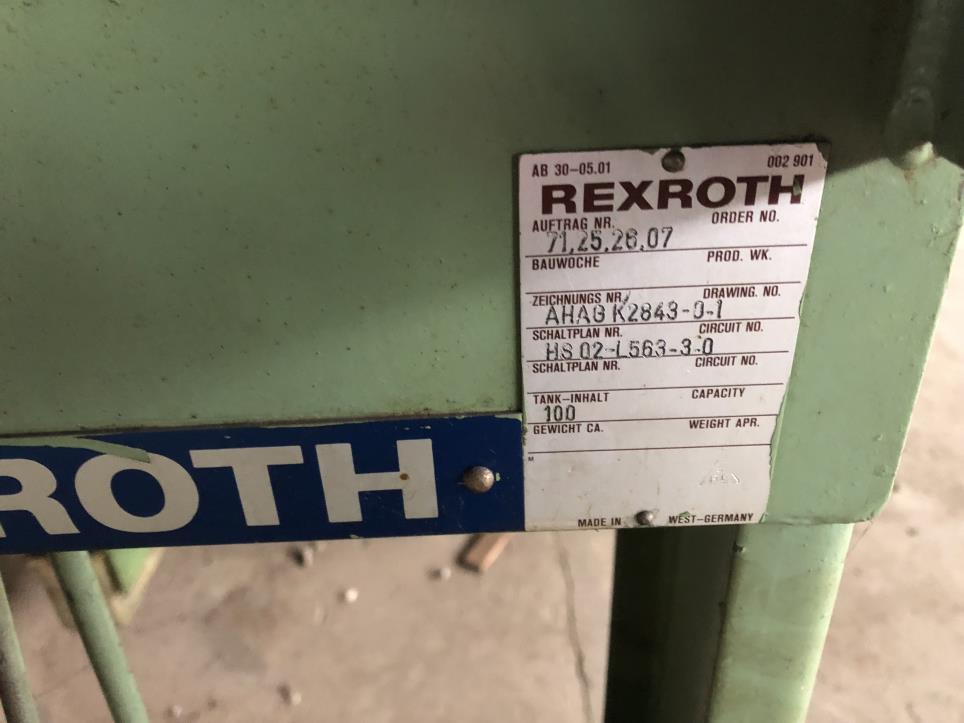 AB 30-05.01 002 901
REXROTH
AUFTRAG NR. ORDER NO.
71.25.26.07
BAUWOCHE PROD. WK.
ZEICHNUNGS NR. DRAWING. NO.
AHAG K2843-0-1
SCHALTPLAN NR. CIRCUIT NO.
HS 02-L563-3-0
SCHALTPLAN NR. CIRCUIT NO.
TANK-INHALT CAPACITY
100
GEWICHT CA. WEIGHT APR.
M
MADE IN WEST-GERMANY
ROTH